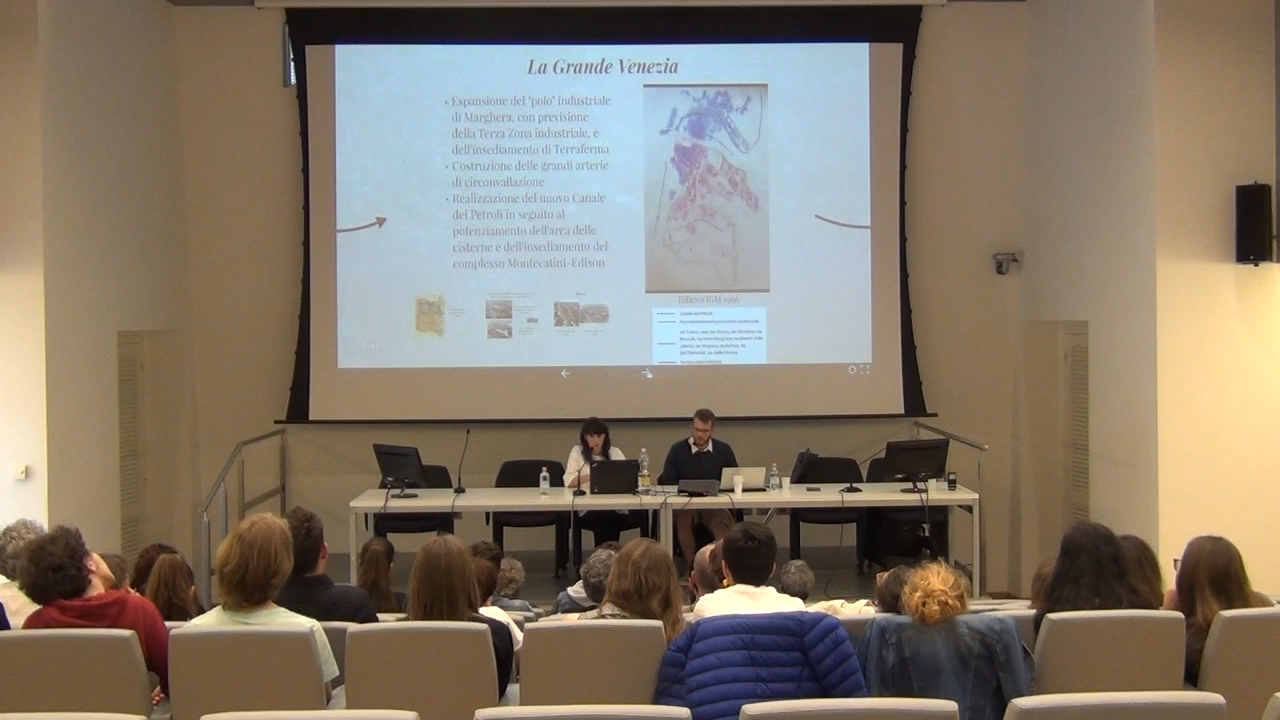 La Grande Venezia
• Espansione del "polo" industriale
di Marghera, con previsione
della Terza Zona industriale, e
dell'insediamento di Terraferma
• Costruzione delle grandi arterie
di circonvallazione
• Realizzazione del nuovo Canale
dei Petroli in seguito al
potenziamento dell'area delle
cisterne e dell'insediamento del
complesso Montecatini-Edison
Rilievo IGM